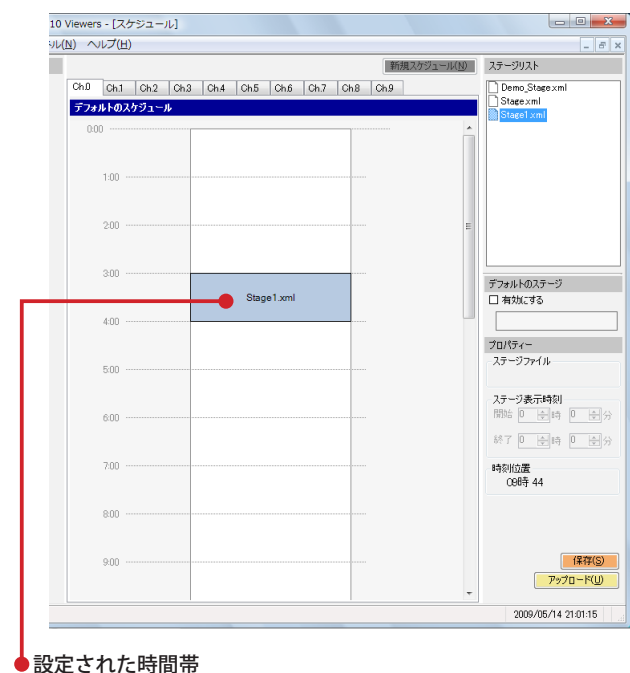 10 Viewers - [スケジュール]
ル(N) ヘルプ(H)
新規スケジュール(N)
Ch.0 Ch.1 Ch.2 Ch.3 Ch.4 Ch.5 Ch.6 Ch.7 Ch.8 Ch.9
デフォルトのスケジュール
0:00
1:00
2:00
3:00
Stage1.xml
4:00
5:00
6:00
7:00
8:00
9:00
ステージリスト
Demo_Stage.xml
Stage.xml
Stage1.xml
デフォルトのステージ
有効にする
プロパティー
ステージファイル
ステージ表示時刻
開始 0 時 0 分
終了 0 時 0 分
時刻位置
09時 44
保存(S)
アップロード(U)
2009/05/14 21:01:15
設定された時間帯